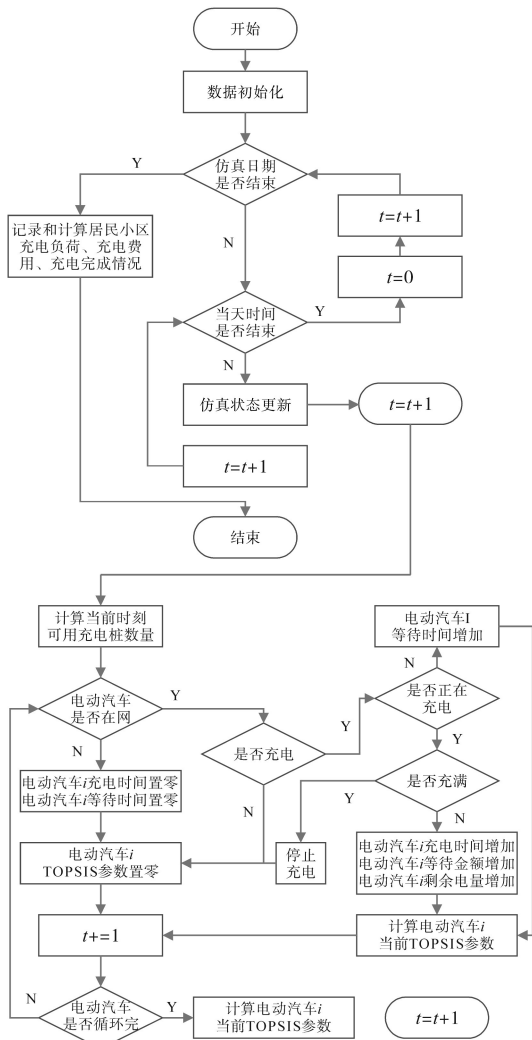 开始
数据初始化
仿真日期
是否结束
Y
N
记录和计算居民小区
充电负荷、充电费
用、充电完成情况
t=t+1
t=0
当天时间
是否结束
Y
N
仿真状态更新
t=t+1
t=t+1
结束
计算当前时刻
可用充电桩数量
电动汽车I
等待时间增加
电动汽车
是否在网
Y
N
是否充电
Y
N
是否正在
充电
N
Y
是否充满
Y
N
电动汽车i充电时间置零
电动汽车i等待时间置零
电动汽车i
TOPSIS参数置零
停止
充电
电动汽车i充电时间增加
电动汽车i等待金额增加
电动汽车i剩余电量增加
t+=1
计算电动汽车i
当前TOPSIS参数
电动汽车
是否循环完
N
Y
计算电动汽车i
当前TOPSIS参数
t=t+1